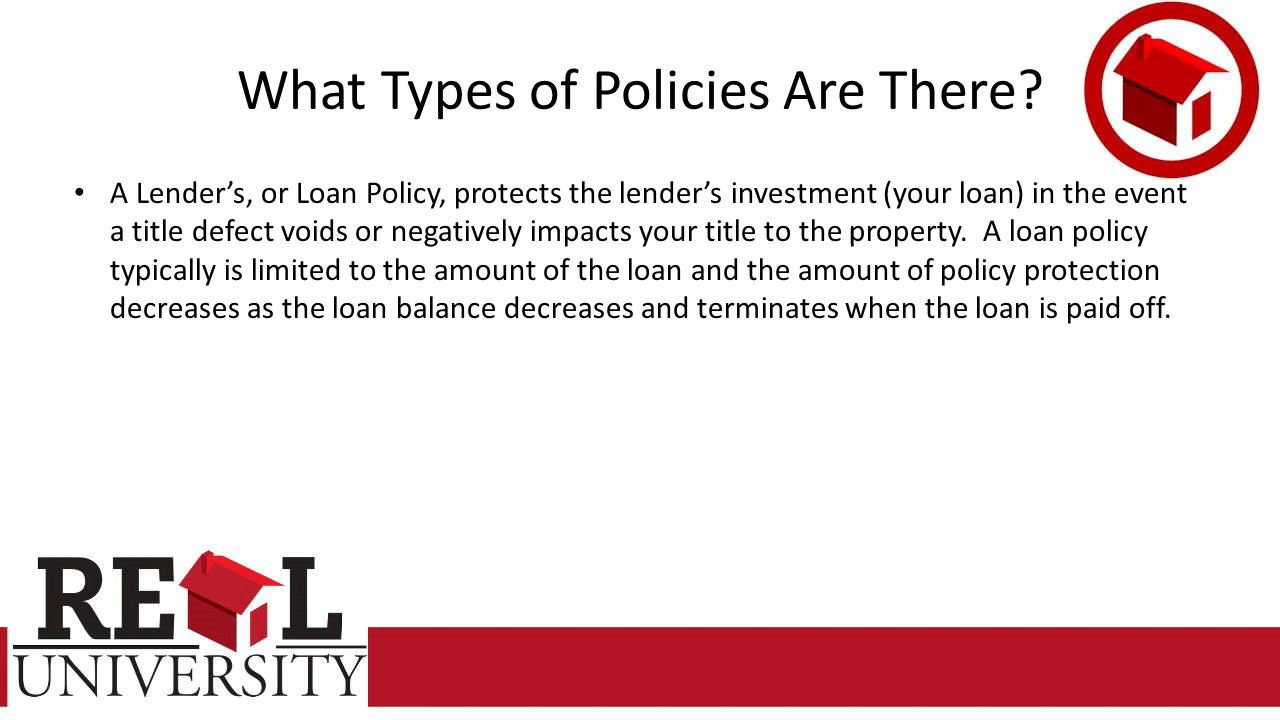 What Types of Policies Are There?
• A Lender’s, or Loan Policy, protects the lender’s investment (your loan) in the event
a title defect voids or negatively impacts your title to the property.  A loan policy
typically is limited to the amount of the loan and the amount of policy protection
decreases as the loan balance decreases and terminates when the loan is paid off.
RE L
UNIVERSITY